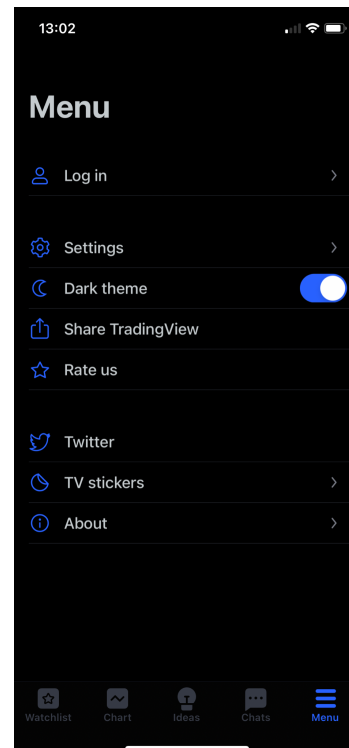 13:02
Menu
Log in
Settings
Dark theme
Share TradingView
Rate us
Twitter
TV stickers
About
Watchlist Chart Ideas Chats Menu